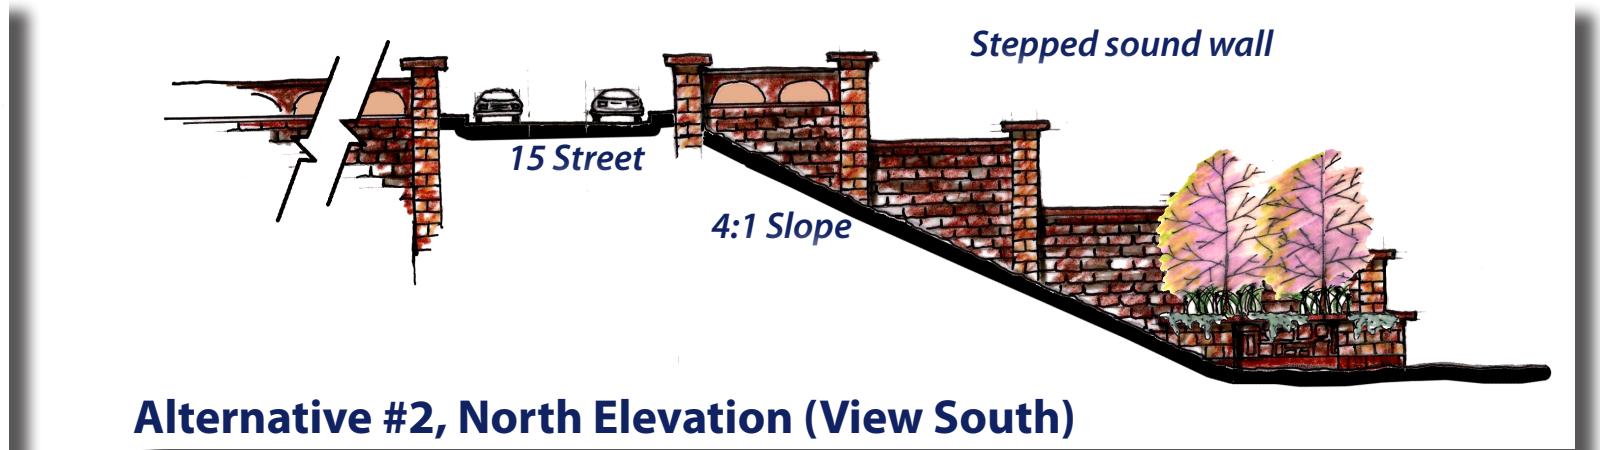 Stepped sound wall
15 Street
4:1 Slope
Alternative #2, North Elevation (View South)